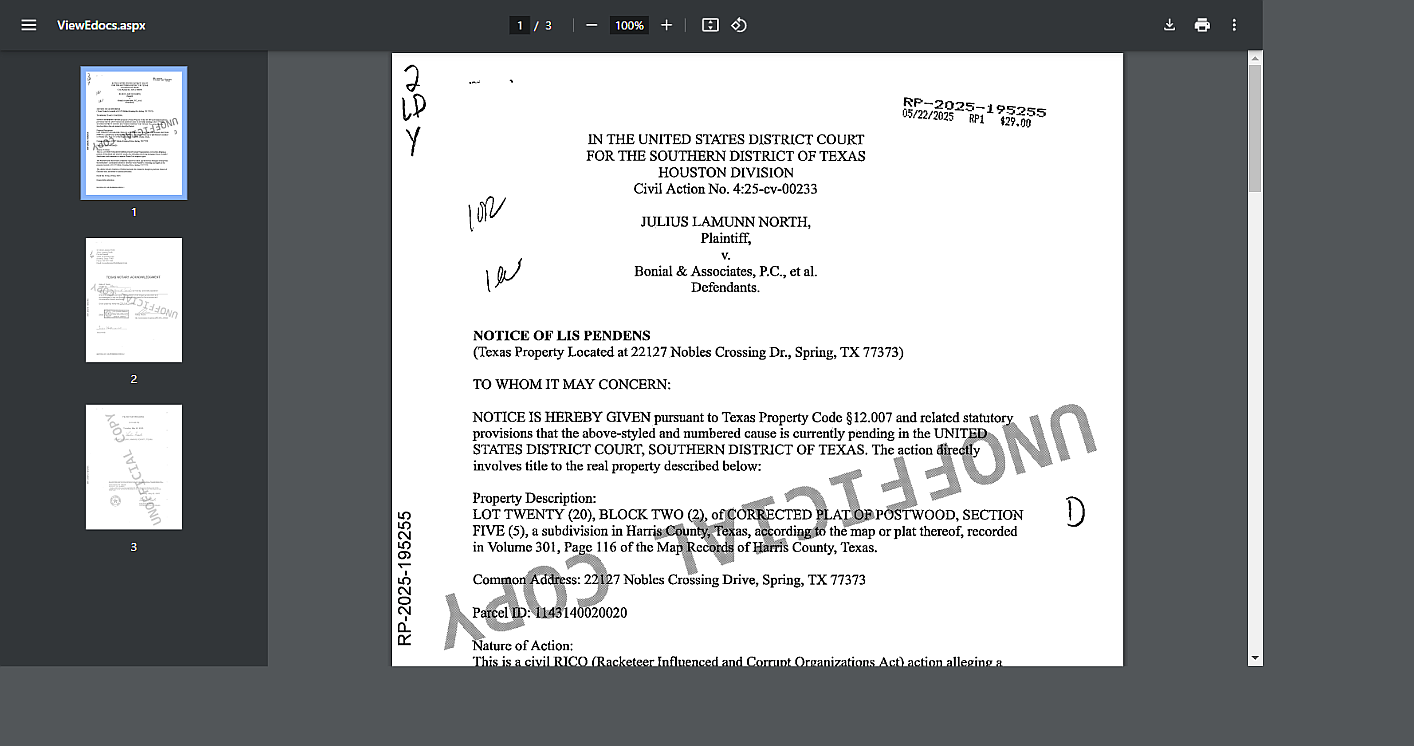 ViewEdocs.aspx
1 / 3
100%
2
LD
Y
RP-2025-195255
05/22/2025 RP1 $29.00
IN THE UNITED STATES DISTRICT COURT
FOR THE SOUTHERN DISTRICT OF TEXAS
HOUSTON DIVISION
Civil Action No. 4:25-cv-00233
JULIUS LAMUNN NORTH,
Plaintiff,
v.
Bonial & Associates, P.C., et al.
Defendants.
NOTICE OF LIS PENDENS
(Texas Property Located at 22127 Nobles Crossing Dr., Spring, TX 77373)
TO WHOM IT MAY CONCERN:
NOTICE IS HEREBY GIVEN pursuant to Texas Property Code §12.007 and related statutory
provisions that the above-styled and numbered cause is currently pending in the UNITED
STATES DISTRICT COURT, SOUTHERN DISTRICT OF TEXAS. The action directly
involves title to the real property described below:
Property Description:
LOT TWENTY (20), BLOCK TWO (2), of CORRECTED PLAT OF POSTWOOD, SECTION
FIVE (5), a subdivision in Harris County, Texas, according to the map or plat thereof, recorded
in Volume 301, Page 116 of the Map Records of Harris County, Texas.
D
Common Address: 22127 Nobles Crossing Drive, Spring, TX 77373
Parcel ID: 1143140020020
Nature of Action:
This is a civil RICO (Racketeer Influenced and Corrupt Organizations Act) action alleging a
RP-2025-195255
UNOFFICIAL COPY
1
2
3